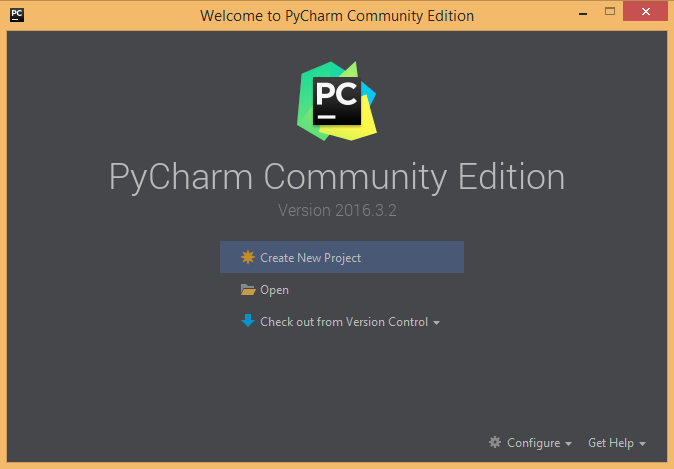 PC
Welcome to PyCharm Community Edition
PC
PyCharm Community Edition
Version 2016.3.2
Create New Project
Open
Check out from Version Control
Configure Get Help